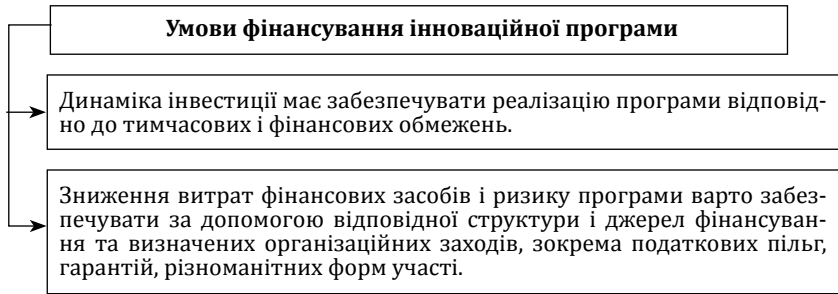 Умови фінансування інноваційної програми
Динаміка інвестиції має забезпечувати реалізацію програми відповід-
но до тимчасових і фінансових обмежень.
Зниження витрат фінансових засобів і ризику програми варто забез-
печувати за допомогою відповідної структури і джерел фінансуван-
ня та визначених організаційних заходів, зокрема податкових пільг,
гарантій, різноманітних форм участі.